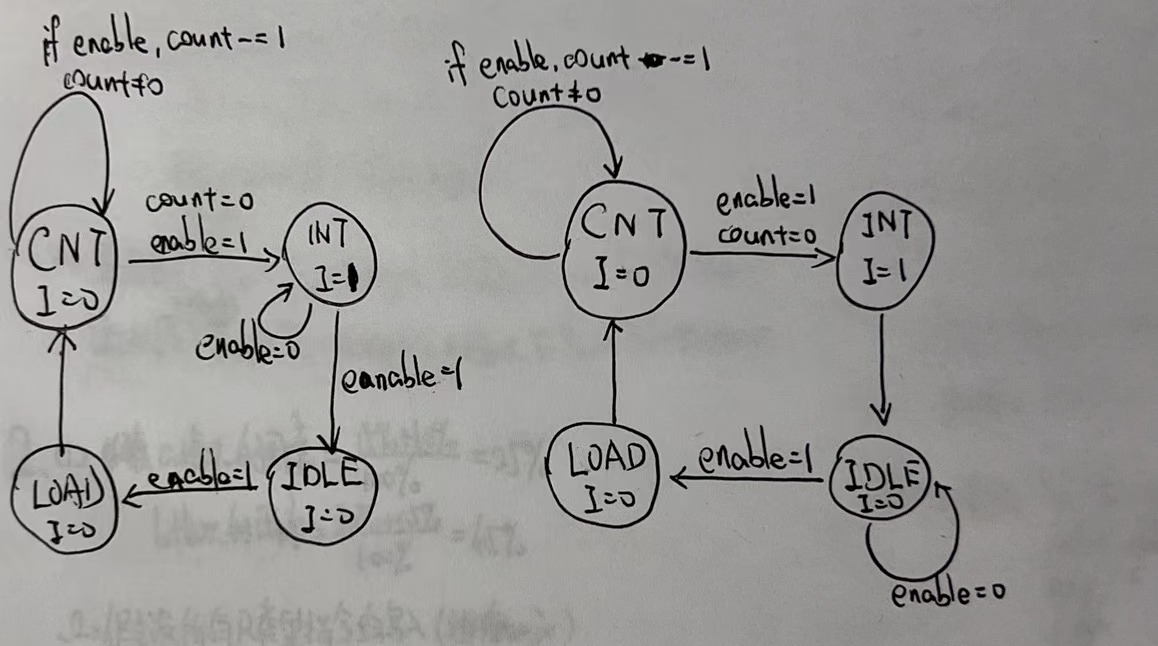 if enable, count -= 1
count≠0
CNT
I=0
count=0
enable=1
INT
I=1
enable=0
eanable=1
IDLE
I=0
enable=1
LOAD
I=0
if enable, count -= 1
count≠0
CNT
I=0
enable=1
count=0
INT
I=1
IDLE
I=0
enable=0
enable=1
LOAD
I=0